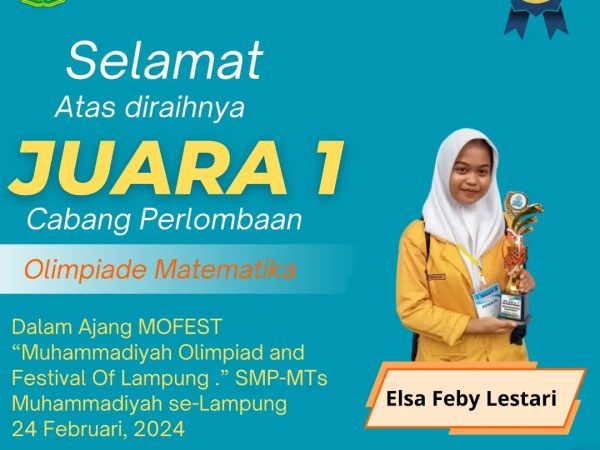 Selamat
Atas diraihnya
JUARA 1
Cabang Perlombaan
Olimpiade Matematika
Dalam Ajang MOFEST
“Muhammadiyah Olimpiad and
Festival Of Lampung .” SMP-MTs
Muhammadiyah se-Lampung
24 Februari, 2024
Elsa Feby Lestari